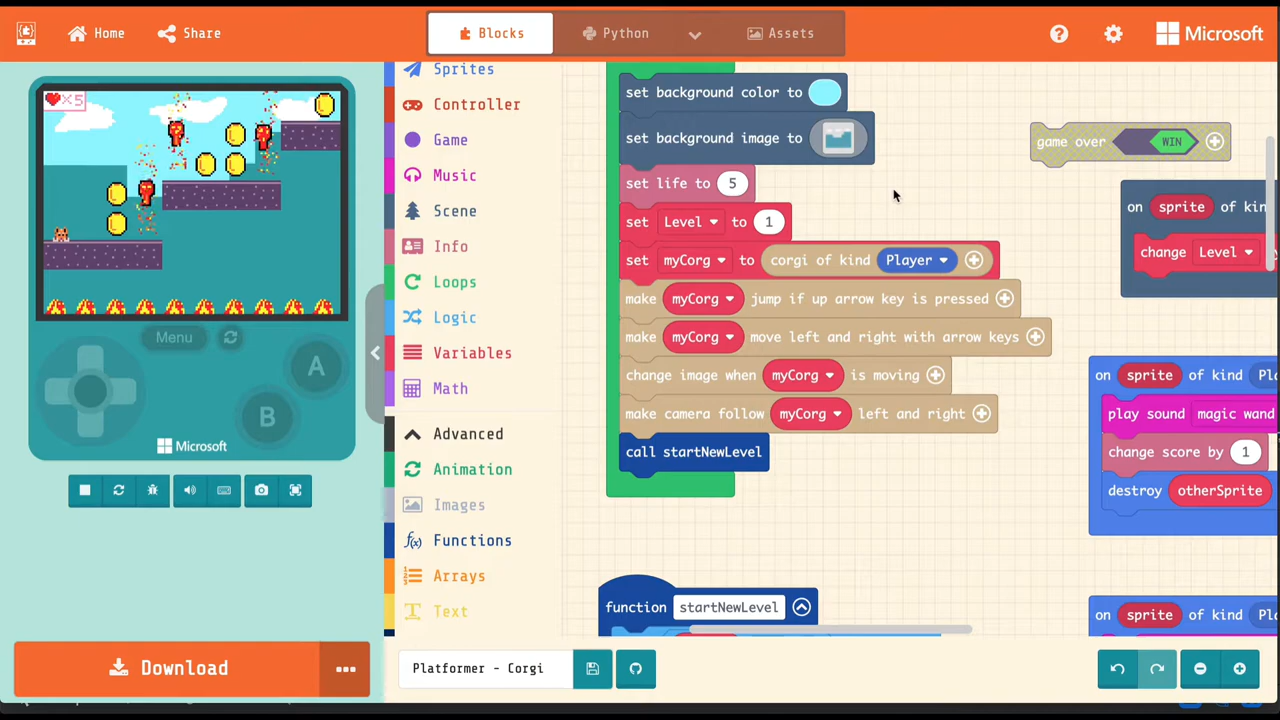 Home
Share
Blocks
Python
Assets
Microsoft
×5
Menu
A
B
Microsoft
Download
Sprites
Controller
Game
Music
Scene
Info
Loops
Logic
Variables
Math
Advanced
Animation
Images
Functions
Arrays
Text
set background color to
set background image to
set life to 5
set Level to 1
set myCorg to corgi of kind Player
make myCorg jump if up arrow key is pressed
make myCorg move left and right with arrow keys
change image when myCorg is moving
make camera follow myCorg left and right
call startNewLevel
function startNewLevel
game over WIN
on sprite of kin
change Level
on sprite of kind Pl
play sound magic wand
change score by 1
destroy otherSprite
on sprite of kind Pl
Platformer - Corgi